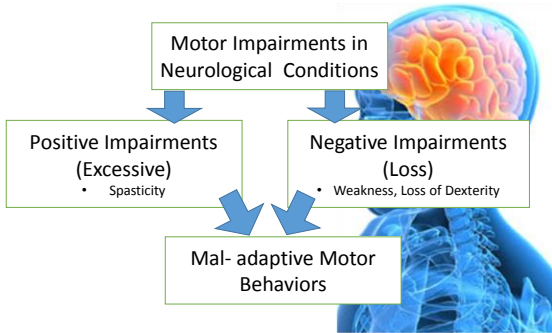 Motor Impairments in
Neurological Conditions
Positive Impairments
(Excessive)
• Spasticity
Negative Impairments
(Loss)
• Weakness, Loss of Dexterity
Mal- adaptive Motor
Behaviors